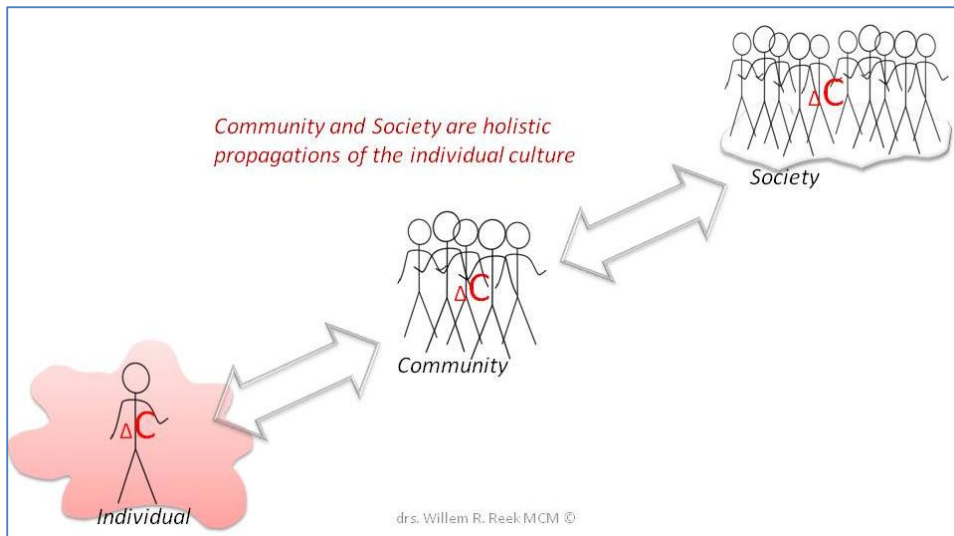 Community and Society are holistic
propagations of the individual culture
ΔC
Society
ΔC
Community
ΔC
Individual
drs. Willem R. Reek MCM ©